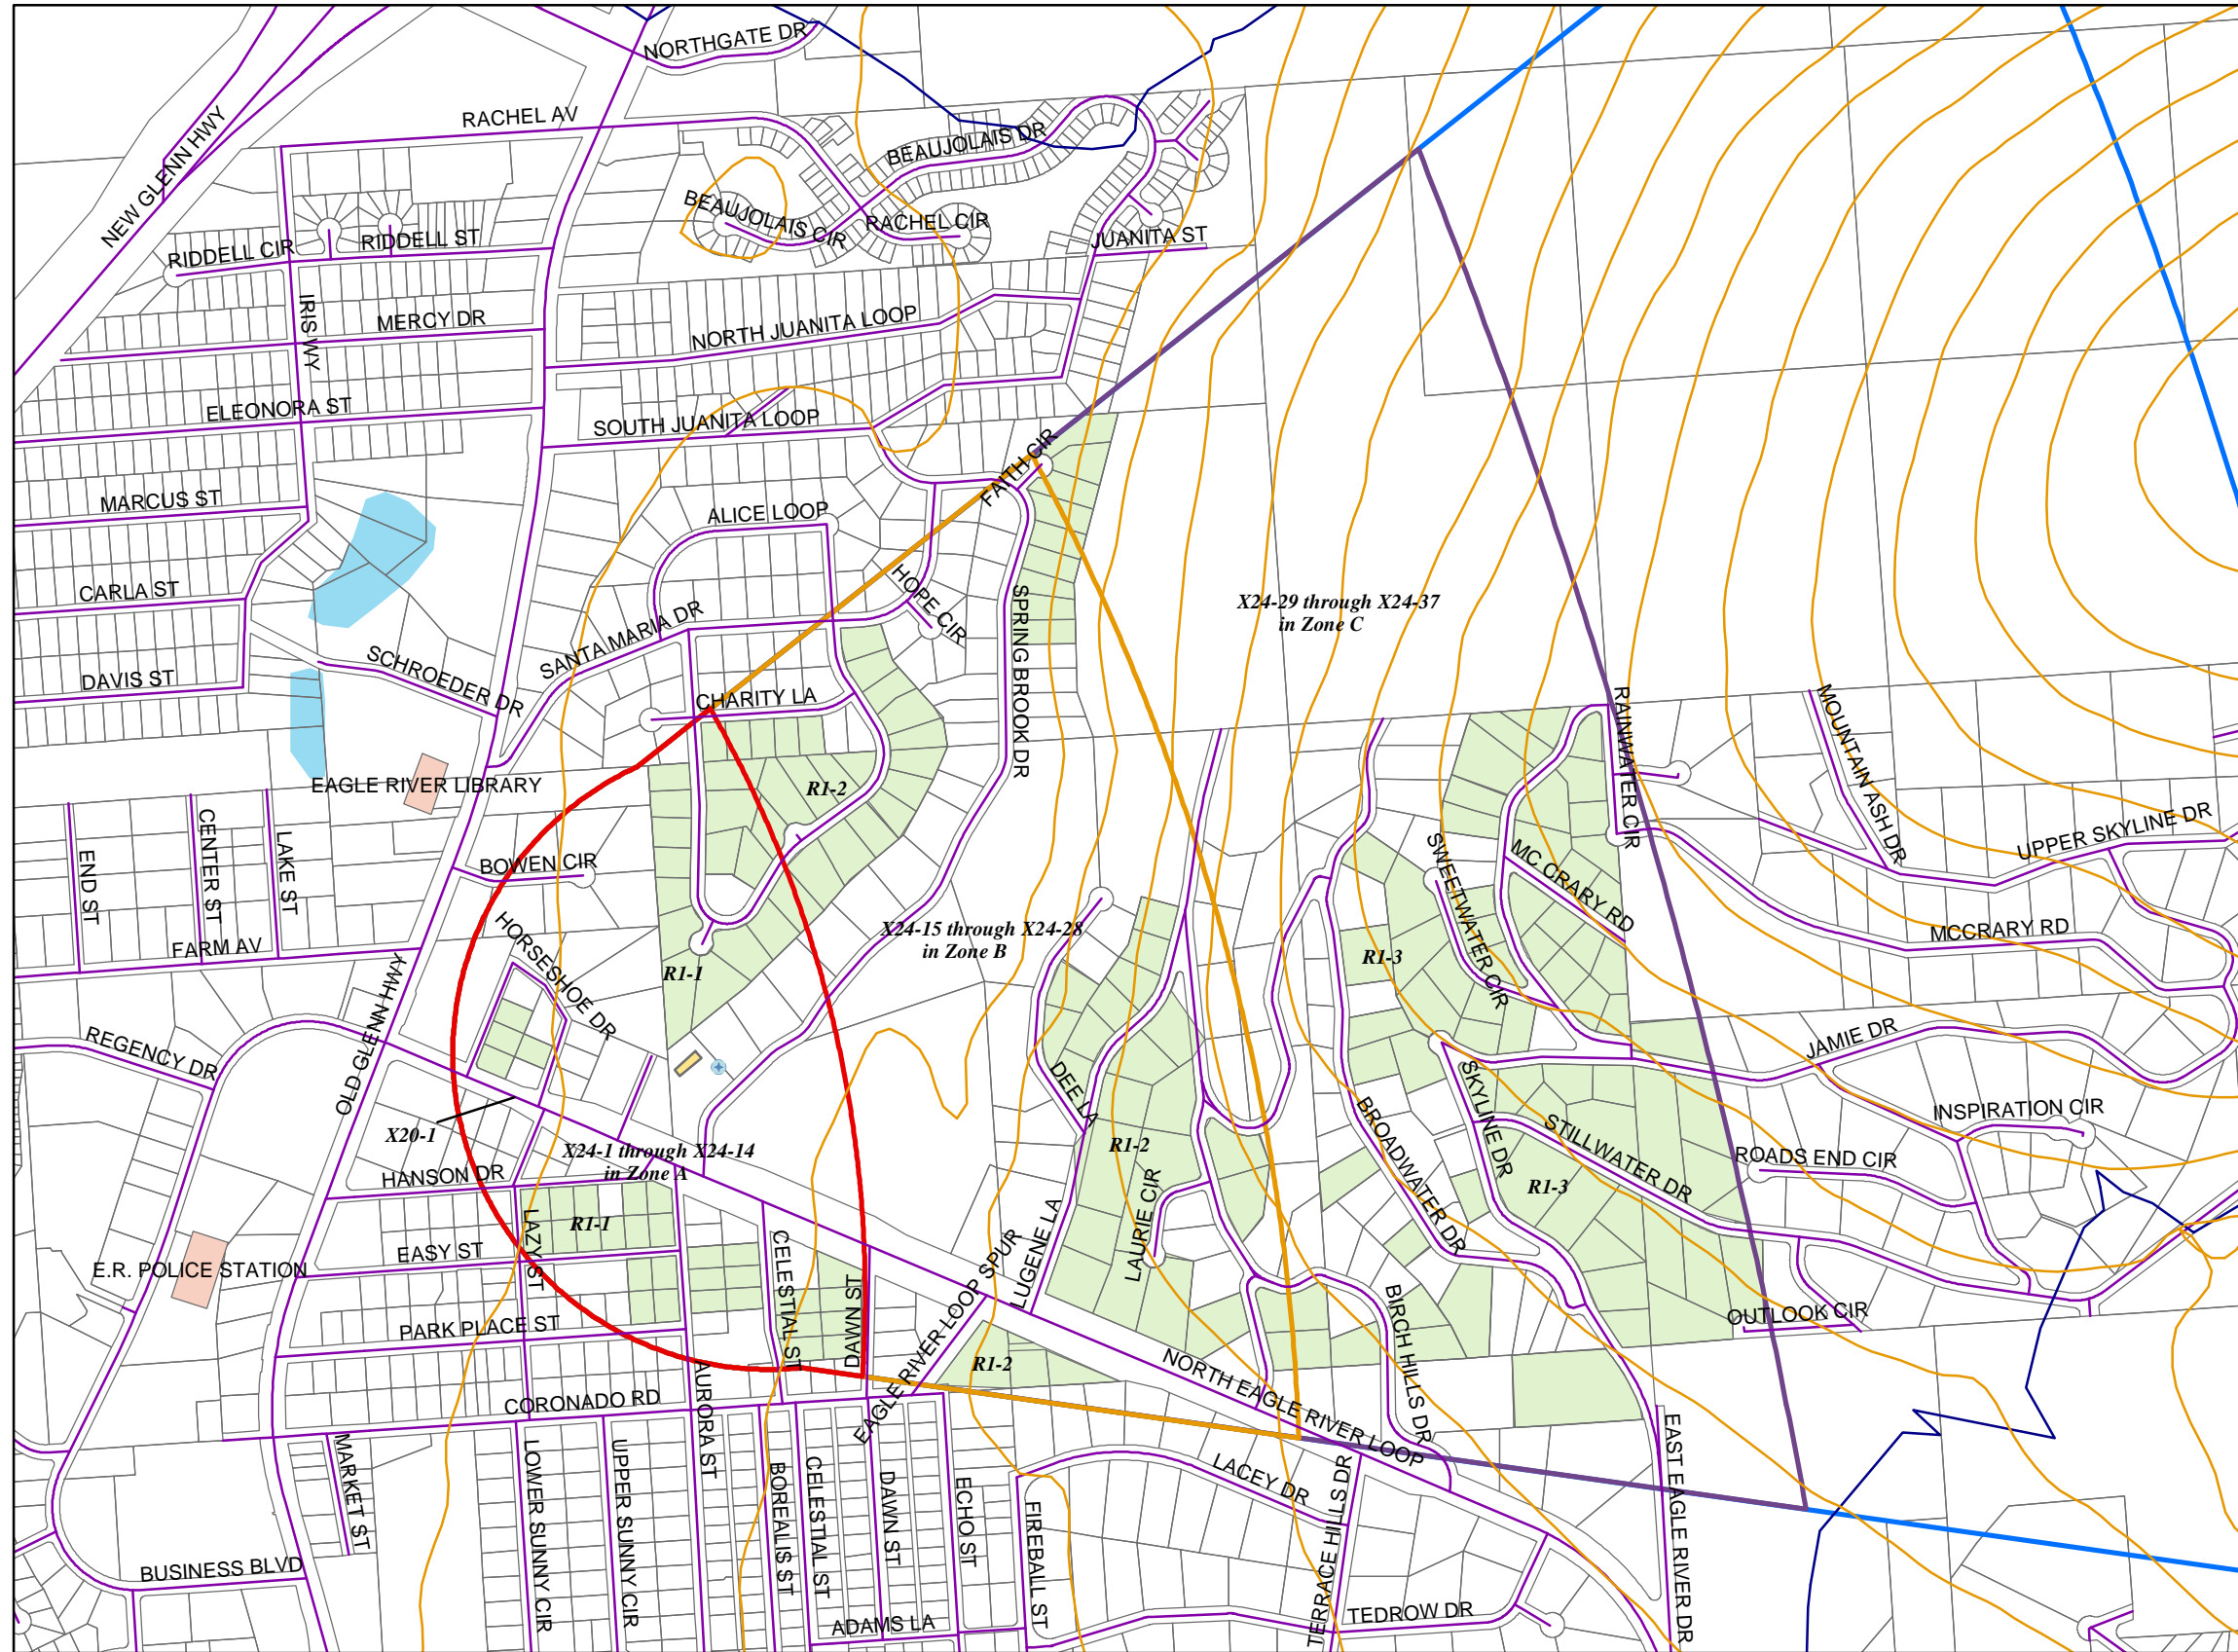 NORTHGATE DR
RACHEL AV
NEW GLENN HWY
BEAUJOLAIS DR
BEAUJOLAIS CIR
RACHEL CIR
JUANITA ST
RIDDELL CIR
RIDDELL ST
IRIS WY
MERCY DR
NORTH JUANITA LOOP
ELEONORA ST
SOUTH JUANITA LOOP
FAITH CIR
MARCUS ST
ALICE LOOP
CARLA ST
HOPE CIR
SPRING BROOK DR
X24-29 through X24-37
in Zone C
SANTA MARIA DR
SCHROEDER DR
DAVIS ST
CHARITY LA
RAINWATER CIR
MOUNTAIN ASH DR
EAGLE RIVER LIBRARY
R1-2
UPPER SKYLINE DR
END ST
CENTER ST
LAKE ST
BOWEN CIR
SWEETWATER CIR
MC CRARY RD
HORSESHOE DR
X24-15 through X24-28
in Zone B
MCCRARY RD
FARM AV
R1-1
R1-3
OLD GLENN HWY
REGENCY DR
JAMIE DR
DEE LA
SKYLINE DR
BROADWATER DR
STILLWATER DR
INSPIRATION CIR
X20-1
X24-1 through X24-14
in Zone A
R1-2
ROADS END CIR
HANSON DR
R1-3
LAURIE CIR
R1-1
LAZY ST
EASY ST
CELESTIAL ST
LUGENE LA
E.R. POLICE STATION
DAWN ST
EAGLE RIVER LOOP SPUR
BIRCH HILLS DR
OUTLOOK CIR
PARK PLACE ST
R1-2
NORTH EAGLE RIVER LOOP
AURORA ST
CORONADO RD
EAST EAGLE RIVER DR
MARKET ST
LOWER SUNNY CIR
UPPER SUNNY CIR
BOREALIS ST
CELESTIAL ST
DAWN ST
ECHO ST
FIREBALL ST
LACEY DR
TERRACE HILLS DR
BUSINESS BLVD
ADAMS LA
TEDROW DR